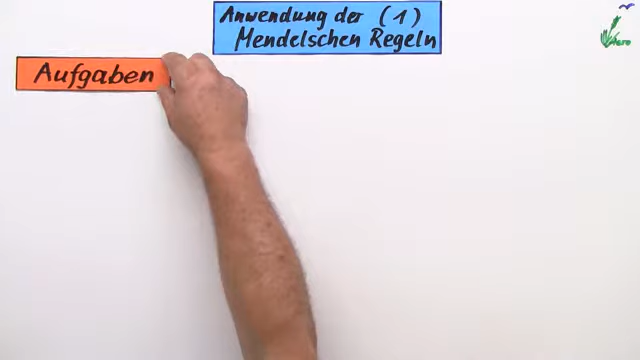 Anwendung der (1)
Mendelschen Regeln
Aufgaben